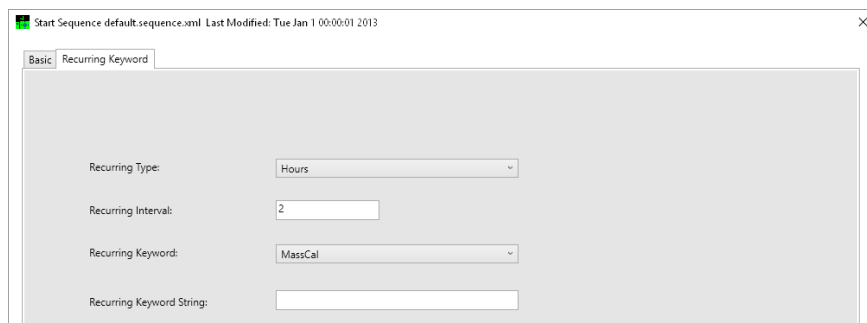 Start Sequence default.sequence.xml Last Modified: Tue Jan 1 00:00:01 2013
Basic Recurring Keyword
Recurring Type: Hours
Recurring Interval: 2
Recurring Keyword: MassCal
Recurring Keyword String: